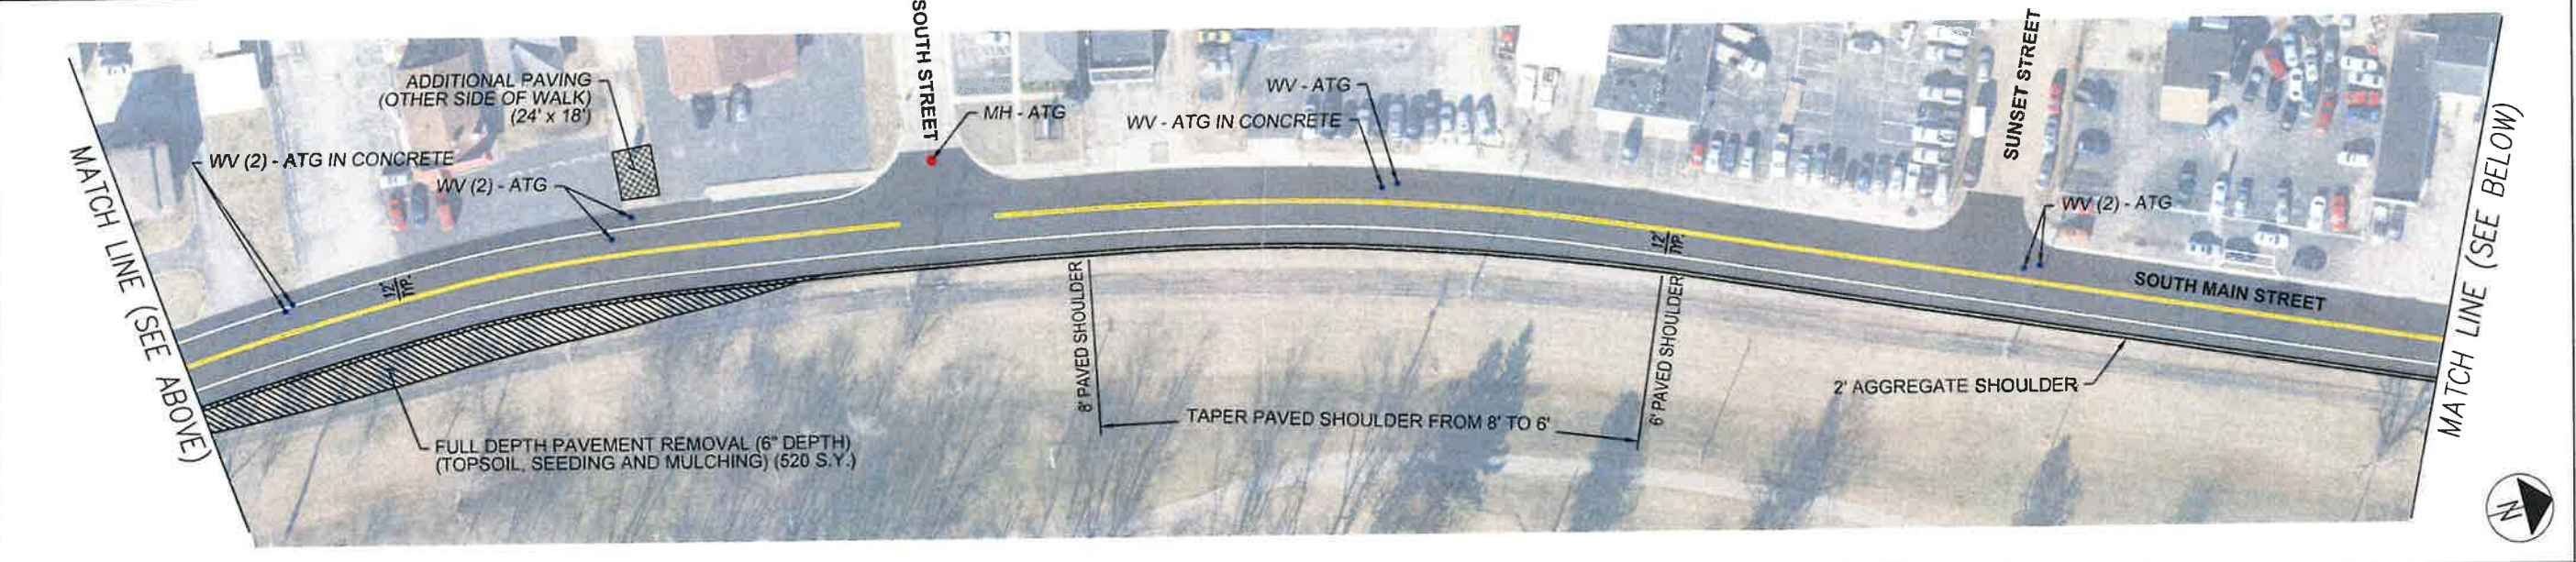 MATCH LINE (SEE ABOVE)
WV (2) - ATG IN CONCRETE
ADDITIONAL PAVING
(OTHER SIDE OF WALK)
(24' x 18')
WV (2) - ATG
12'
TYP.
FULL DEPTH PAVEMENT REMOVAL (6" DEPTH)
(TOPSOIL, SEEDING AND MULCHING) (520 S.Y.)
SOUTH STREET
MH - ATG
WV - ATG
WV - ATG IN CONCRETE
8' PAVED SHOULDER
TAPER PAVED SHOULDER FROM 8' TO 6'
6' PAVED SHOULDER
12'
TYP.
SUNSET STREET
WV (2) - ATG
SOUTH MAIN STREET
2' AGGREGATE SHOULDER
MATCH LINE (SEE BELOW)
N